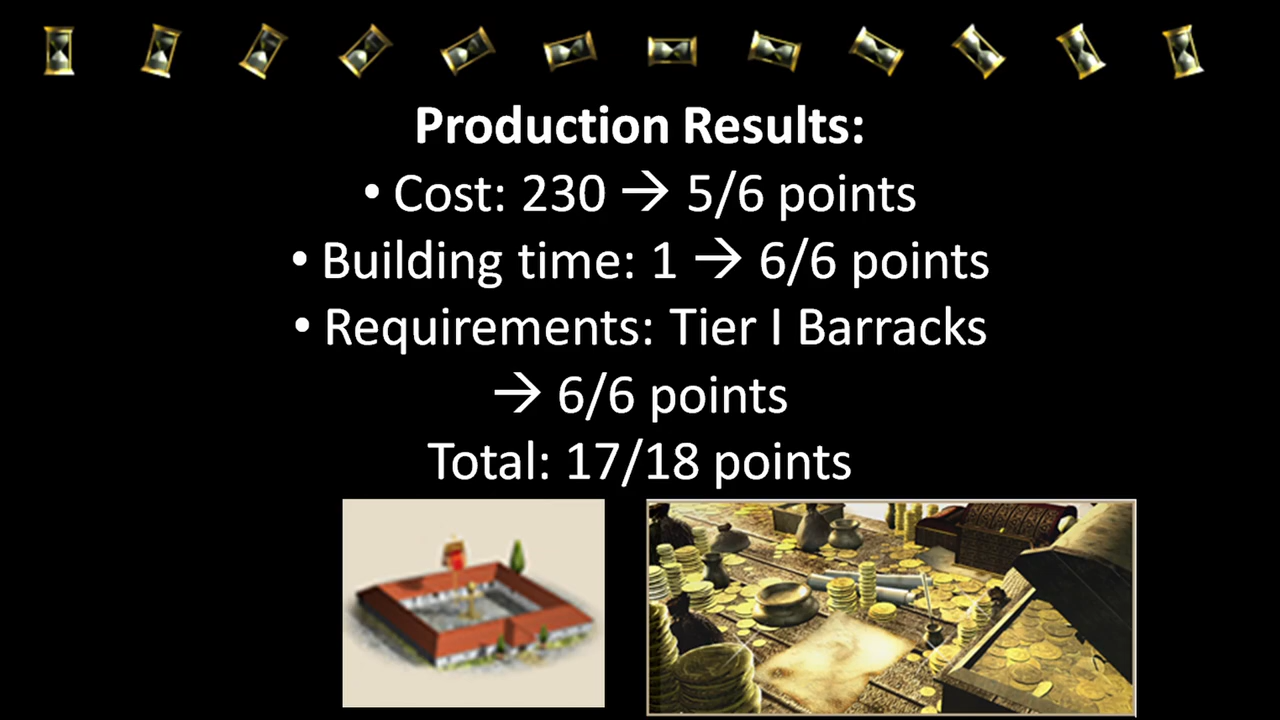 Production Results:
• Cost: 230 → 5/6 points
• Building time: 1 → 6/6 points
• Requirements: Tier I Barracks
→ 6/6 points
Total: 17/18 points